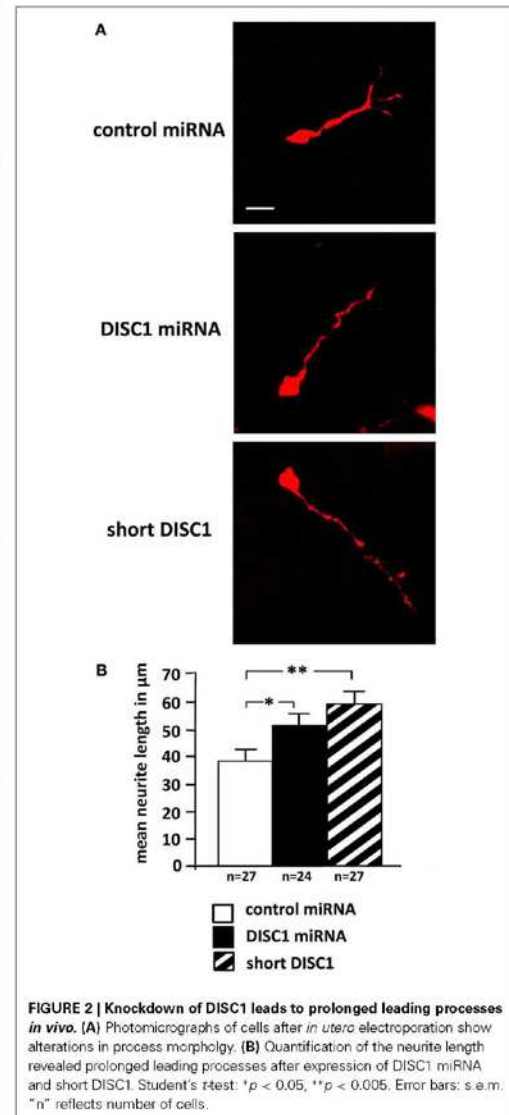 A
control miRNA
DISC1 miRNA
short DISC1
B
mean neurite length in µm
70
60
50
40
30
20
10
0
**
*
n=27 n=24 n=27
control miRNA
DISC1 miRNA
short DISC1
FIGURE 2 | Knockdown of DISC1 leads to prolonged leading processes
in vivo. (A) Photomicrographs of cells after in utero electroporation show
alterations in process morpholgy. (B) Quantification of the neurite length
revealed prolonged leading processes after expression of DISC1 miRNA
and short DISC1. Student's t-test: *p < 0.05, **p < 0.005. Error bars: s.e.m.
"n" reflects number of cells.